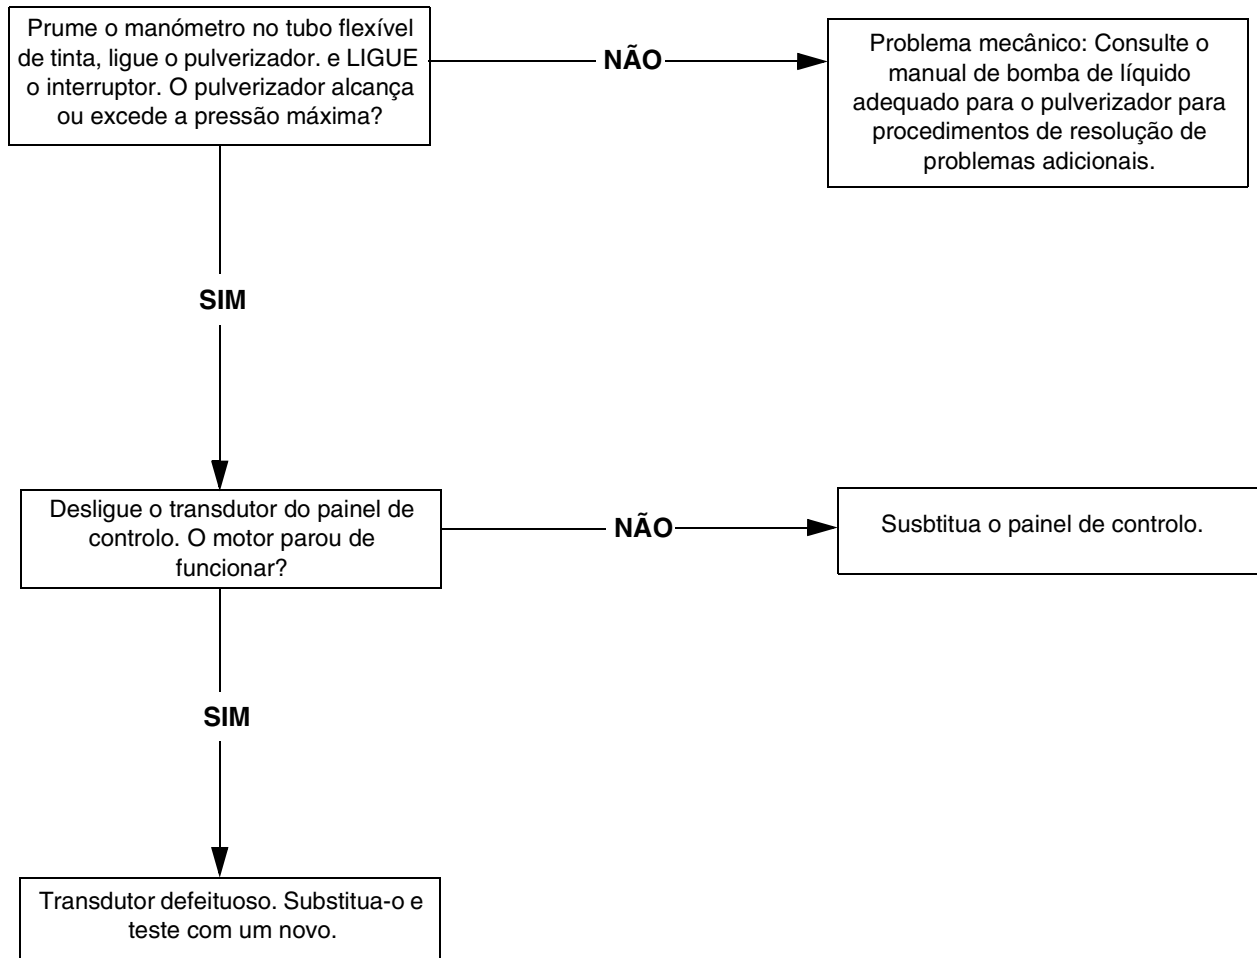 Prume o manómetro no tubo flexível
de tinta, ligue o pulverizador. e LIGUE
o interruptor. O pulverizador alcança
ou excede a pressão máxima?
NÃO
Problema mecânico: Consulte o
manual de bomba de líquido
adequado para o pulverizador para
procedimentos de resolução de
problemas adicionais.
SIM
Desligue o transdutor do painel de
controlo. O motor parou de
funcionar?
NÃO
Susbtitua o painel de controlo.
SIM
Transdutor defeituoso. Substitua-o e
teste com um novo.